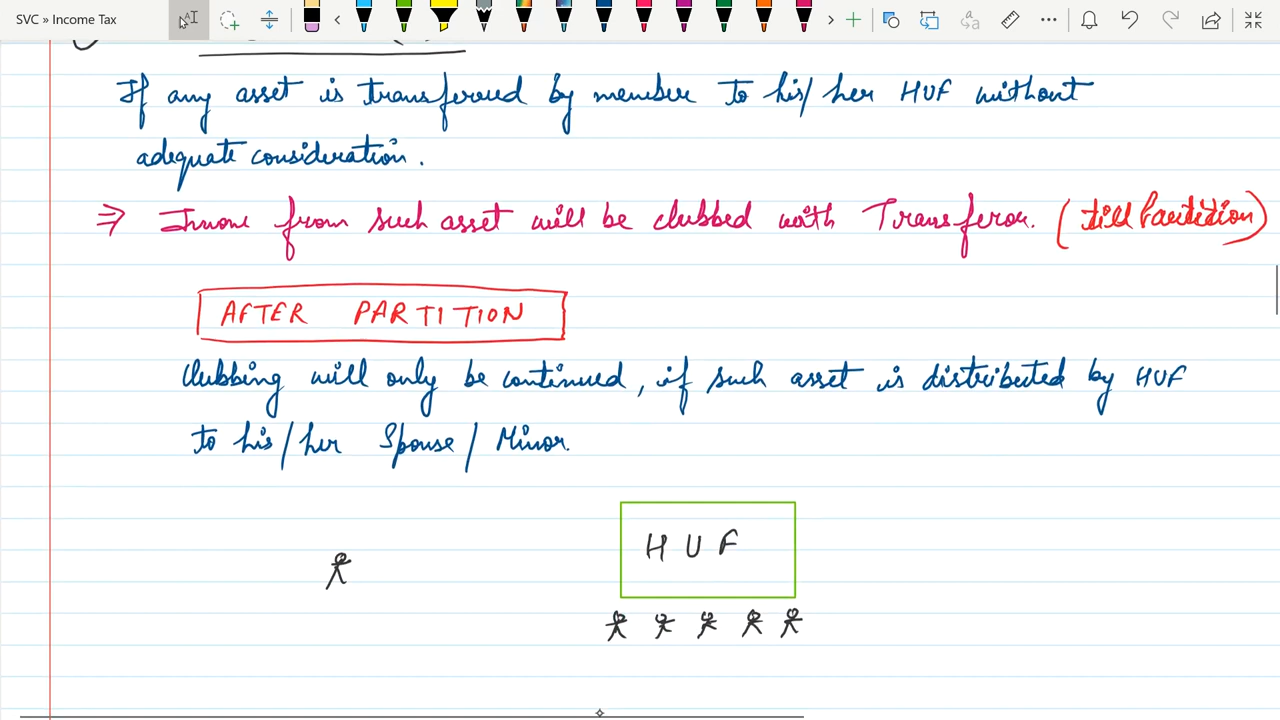 SVC » Income Tax
If any asset is transferred by member to his/her HUF without
adequate consideration.
⇒ Income from such asset will be clubbed with Transferor. (till Partition)
AFTER PARTITION
Clubbing will only be continued, if such asset is distributed by HUF
to his/her Spouse/Minor.
HUF